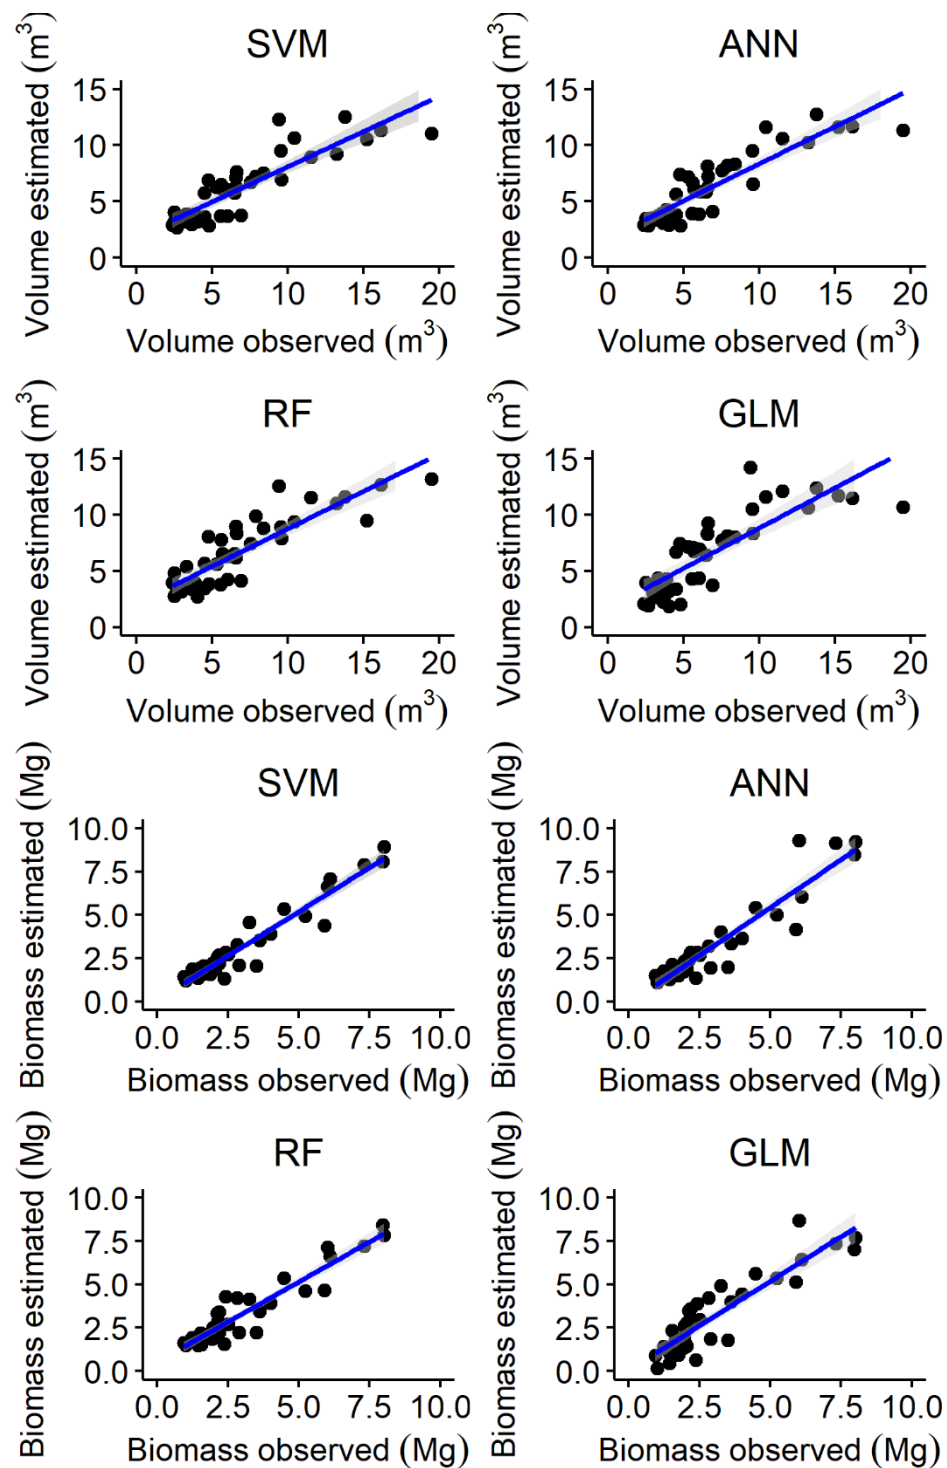 SVM
Volume estimated (m³)
15
10
5
0
0 5 10 15 20
Volume observed (m³)
ANN
Volume estimated (m³)
15
10
5
0
0 5 10 15 20
Volume observed (m³)
RF
Volume estimated (m³)
15
10
5
0
0 5 10 15 20
Volume observed (m³)
GLM
Volume estimated (m³)
15
10
5
0
0 5 10 15 20
Volume observed (m³)
SVM
Biomass estimated (Mg)
10.0
7.5
5.0
2.5
0.0
0.0 2.5 5.0 7.5 10.0
Biomass observed (Mg)
ANN
Biomass estimated (Mg)
10.0
7.5
5.0
2.5
0.0
0.0 2.5 5.0 7.5 10.0
Biomass observed (Mg)
RF
Biomass estimated (Mg)
10.0
7.5
5.0
2.5
0.0
0.0 2.5 5.0 7.5 10.0
Biomass observed (Mg)
GLM
Biomass estimated (Mg)
10.0
7.5
5.0
2.5
0.0
0.0 2.5 5.0 7.5 10.0
Biomass observed (Mg)